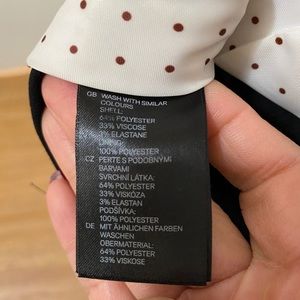 GB WASH WITH SIMILAR
COLOURS
SHELL:
64% POLYESTER
33% VISCOSE
3% ELASTANE
LINING:
100% POLYESTER
CZ PERTE S PODOBNÝMI
BARVAMI
SVRCHNÍ LÁTKA:
64% POLYESTER
33% VISKÓZA
3% ELASTAN
PODŠÍVKA:
100% POLYESTER
DE MIT ÄHNLICHEN FARBEN
WASCHEN
OBERMATERIAL:
64% POLYESTER
33% VISKOSE